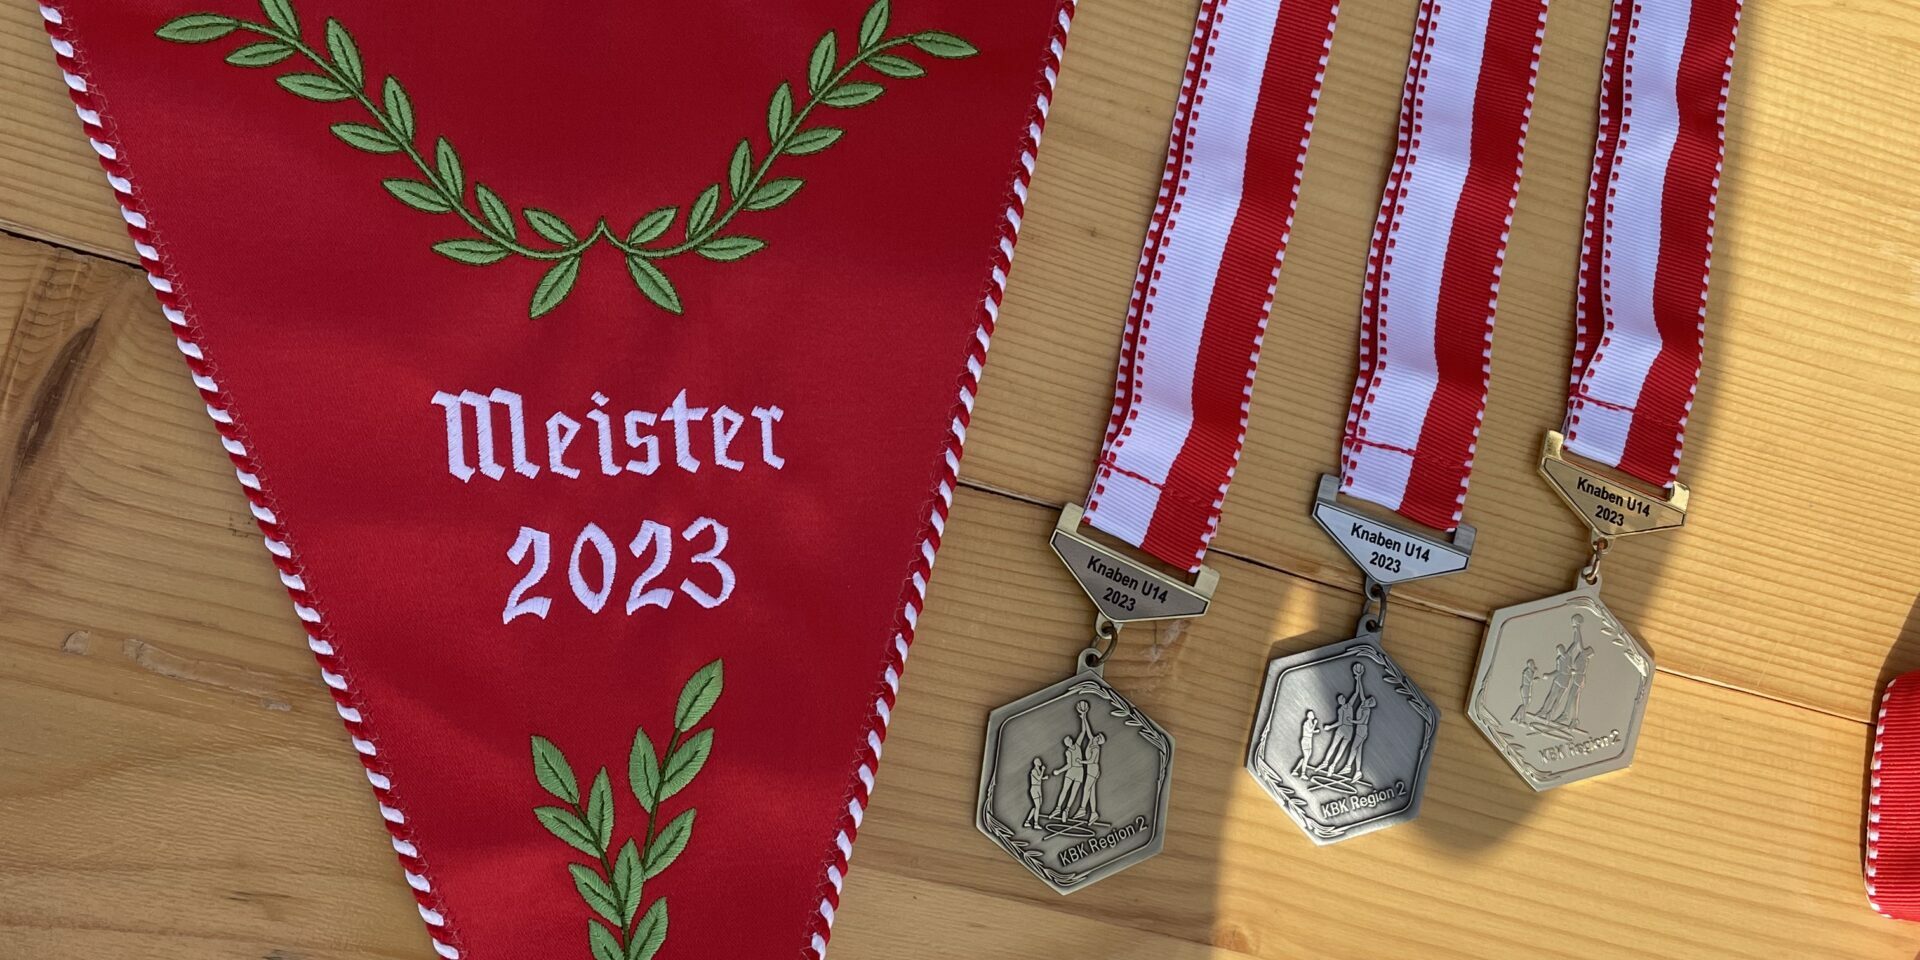 Meister
2023
Knaben U14
2023
KBK Region 2
Knaben U14
2023
KBK Region 2
Knaben U14
2023
KBK Region 2